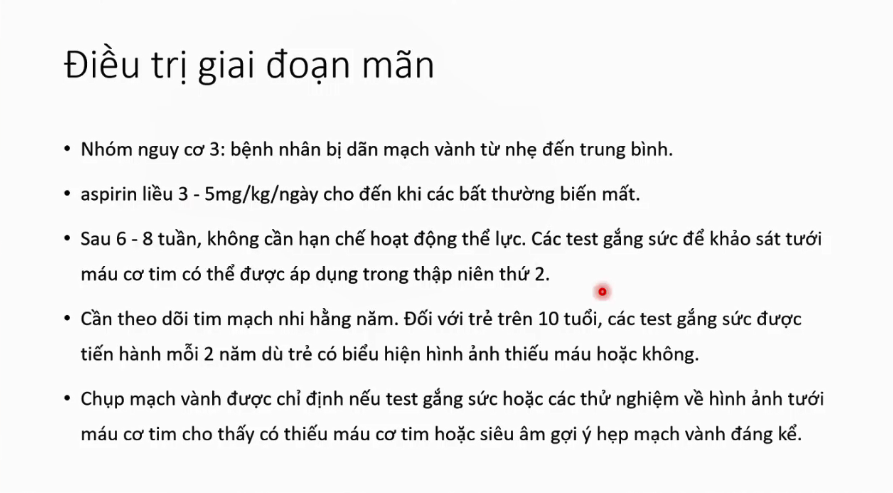 Điều trị giai đoạn mãn
• Nhóm nguy cơ 3: bệnh nhân bị dãn mạch vành từ nhẹ đến trung bình.
• aspirin liều 3 - 5mg/kg/ngày cho đến khi các bất thường biến mất.
• Sau 6 - 8 tuần, không cần hạn chế hoạt động thể lực. Các test gắng sức để khảo sát tưới
máu cơ tim có thể được áp dụng trong thập niên thứ 2.
• Cần theo dõi tim mạch nhi hằng năm. Đối với trẻ trên 10 tuổi, các test gắng sức được
tiến hành mỗi 2 năm dù trẻ có biểu hiện hình ảnh thiếu máu hoặc không.
• Chụp mạch vành được chỉ định nếu test gắng sức hoặc các thử nghiệm về hình ảnh tưới
máu cơ tim cho thấy có thiếu máu cơ tim hoặc siêu âm gợi ý hẹp mạch vành đáng kể.